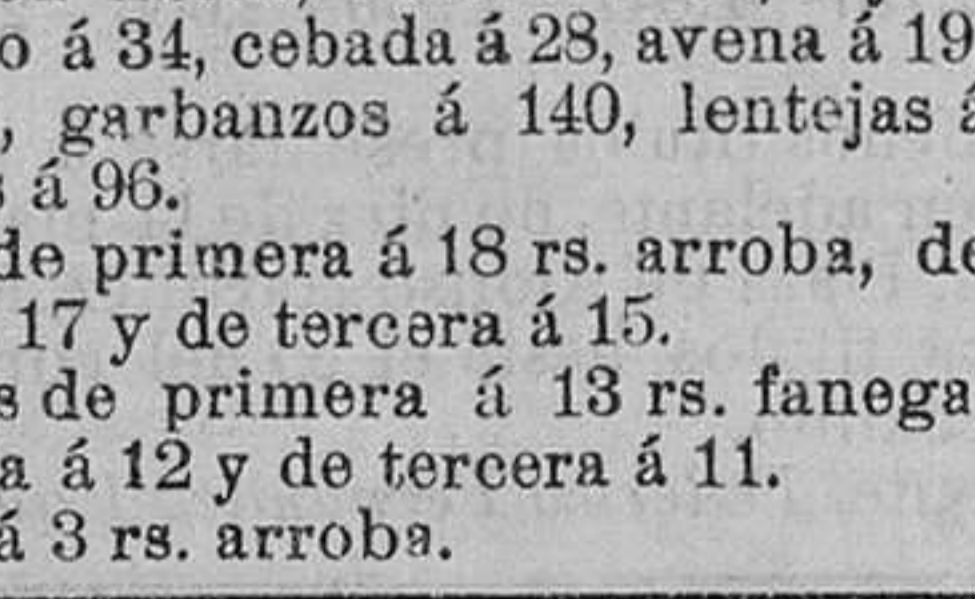 o á 34, cebada á 28, avena á 19
, garbanzos á 140, lentejas á
s á 96.
de primera á 18 rs. arroba, de
17 y de tercera á 15.
s de primera á 13 rs. fanega
a á 12 y de tercera á 11.
á 3 rs. arroba.